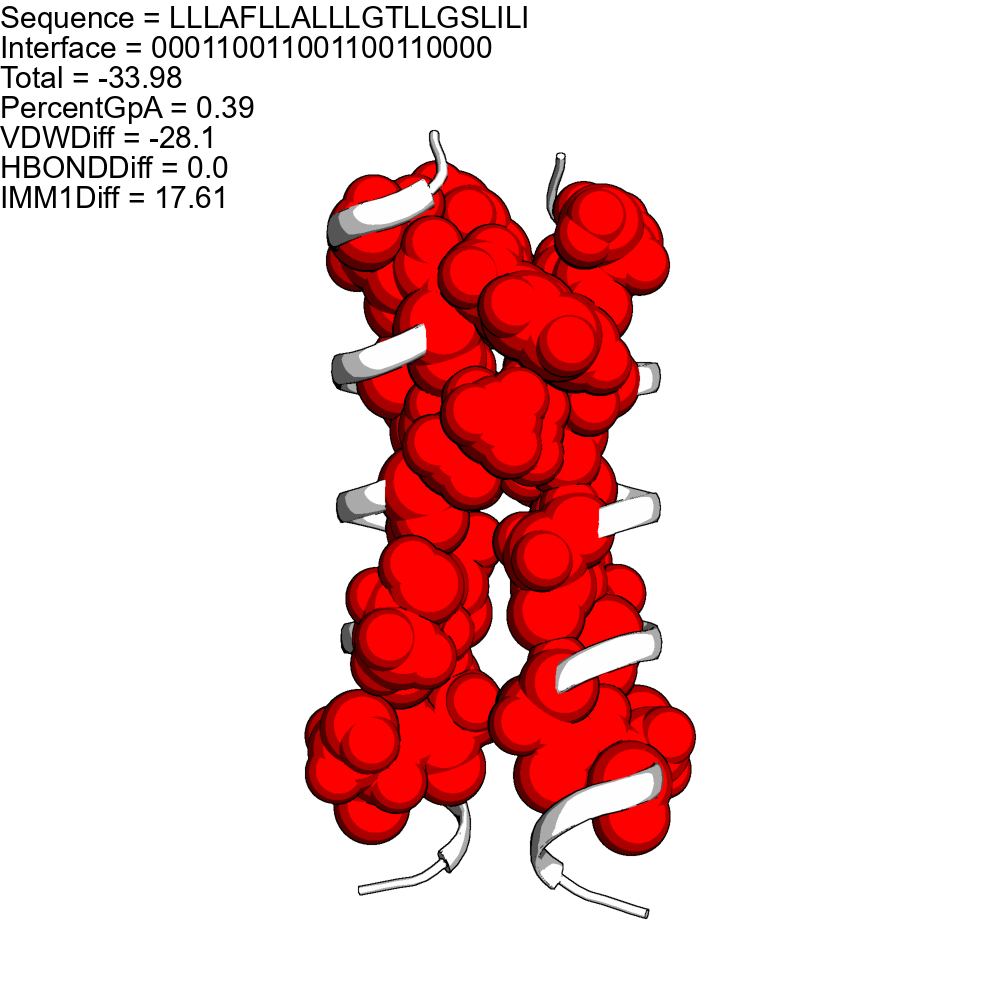 Sequence = LLLAFLLALLLGTLLGSLILI
Interface = 000110011001100110000
Total = -33.98
PercentGpA = 0.39
VDWDiff = -28.1
HBONDDiff = 0.0
IMM1Diff = 17.61